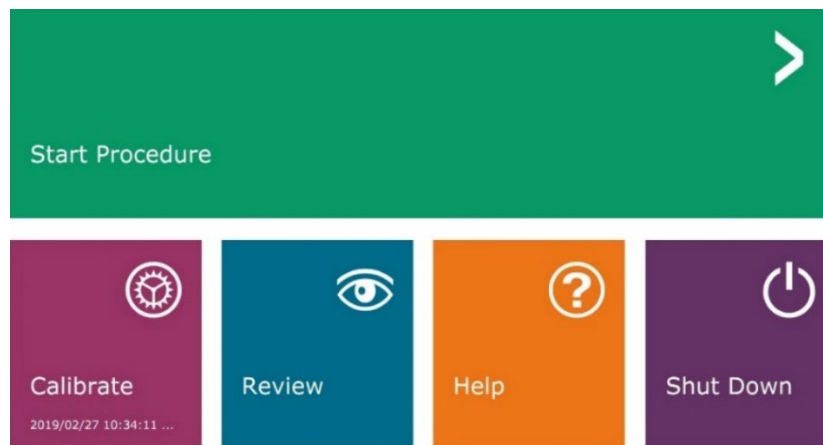 Start Procedure
Calibrate
2019/02/27 10:34:11 ...
Review
Help
Shut Down